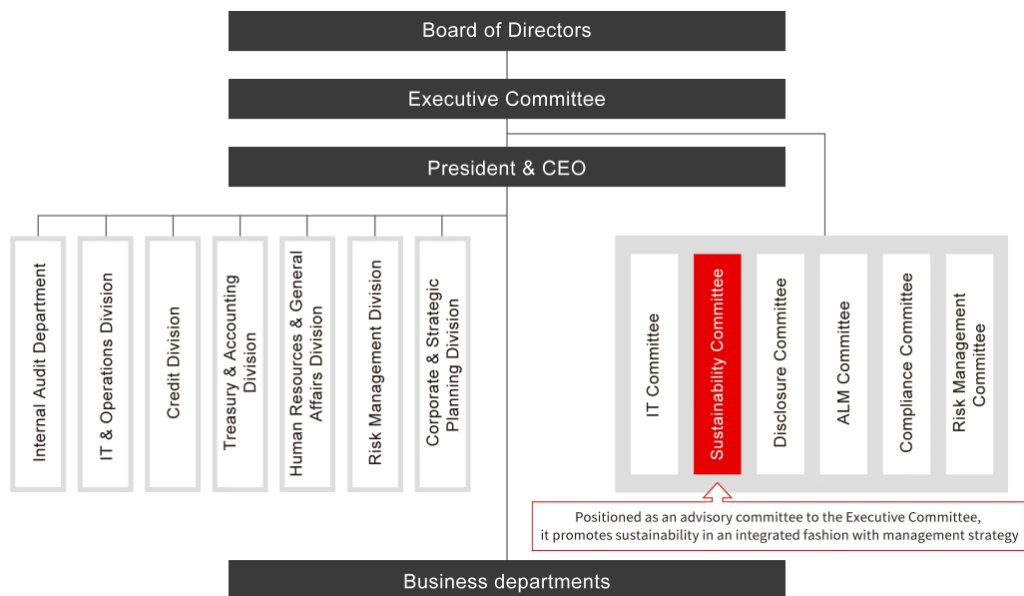 Board of Directors
Executive Committee
President & CEO
Internal Audit Department
IT & Operations Division
Credit Division
Treasury & Accounting
Division
Human Resources & General
Affairs Division
Risk Management Division
Corporate & Strategic
Planning Division
IT Committee
Sustainability Committee
Disclosure Committee
ALM Committee
Compliance Committee
Risk Management
Committee
Positioned as an advisory committee to the Executive Committee,
it promotes sustainability in an integrated fashion with management strategy
Business departments